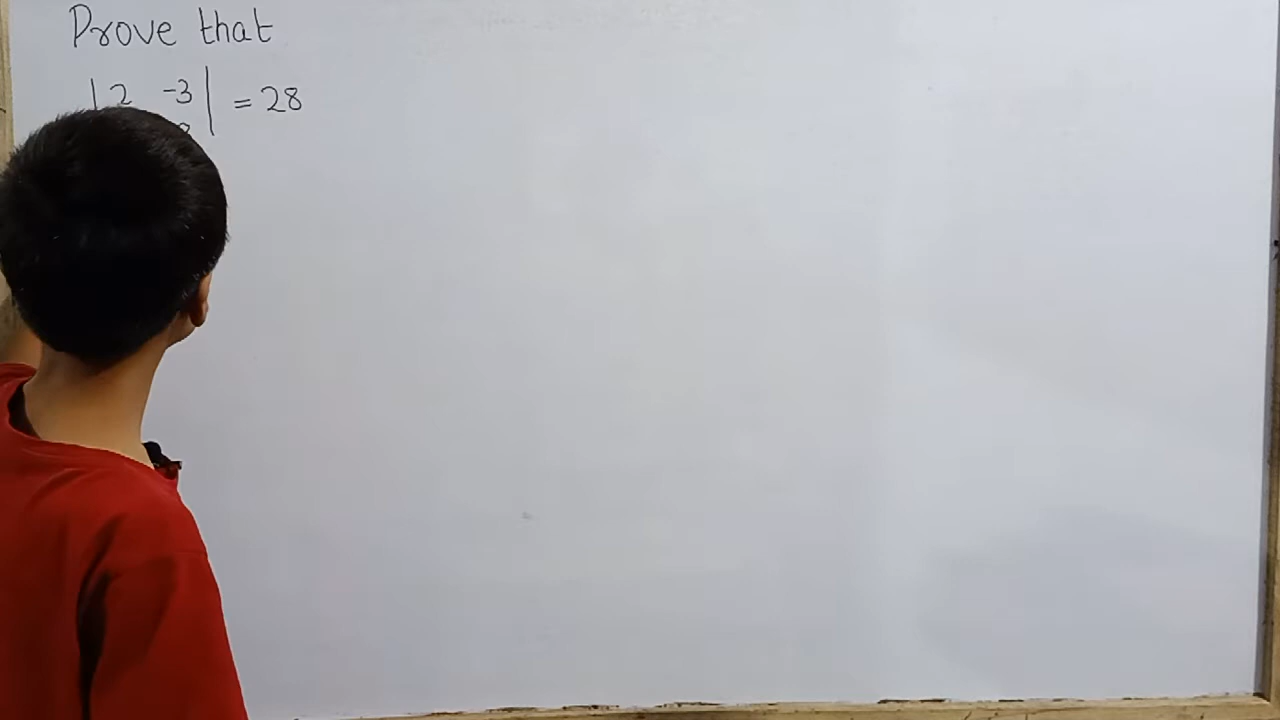 Prove that
|2 -3| = 28